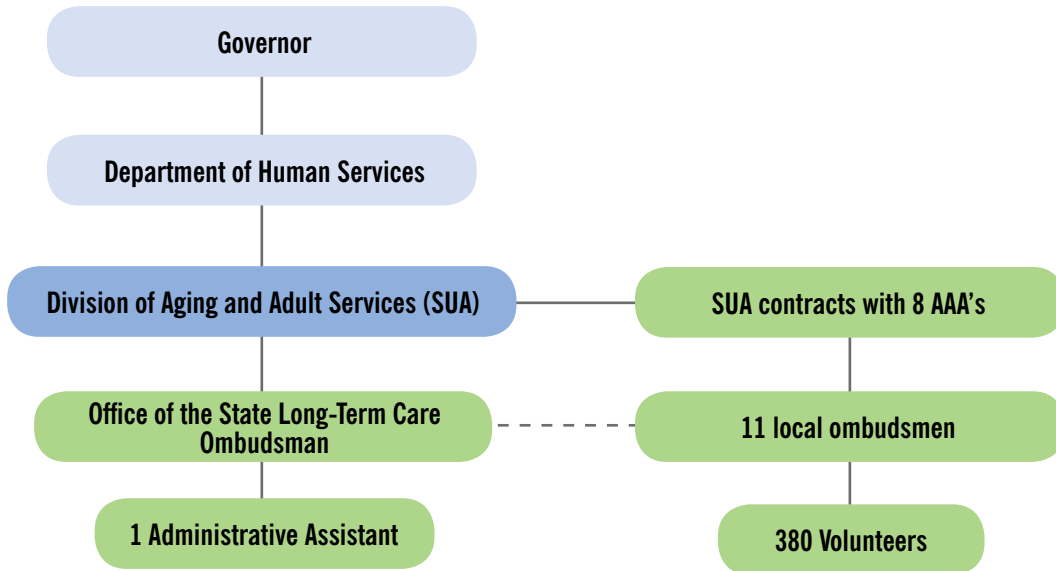 Governor
Department of Human Services
Division of Aging and Adult Services (SUA)
SUA contracts with 8 AAA's
Office of the State Long-Term Care
Ombudsman
11 local ombudsmen
1 Administrative Assistant
380 Volunteers